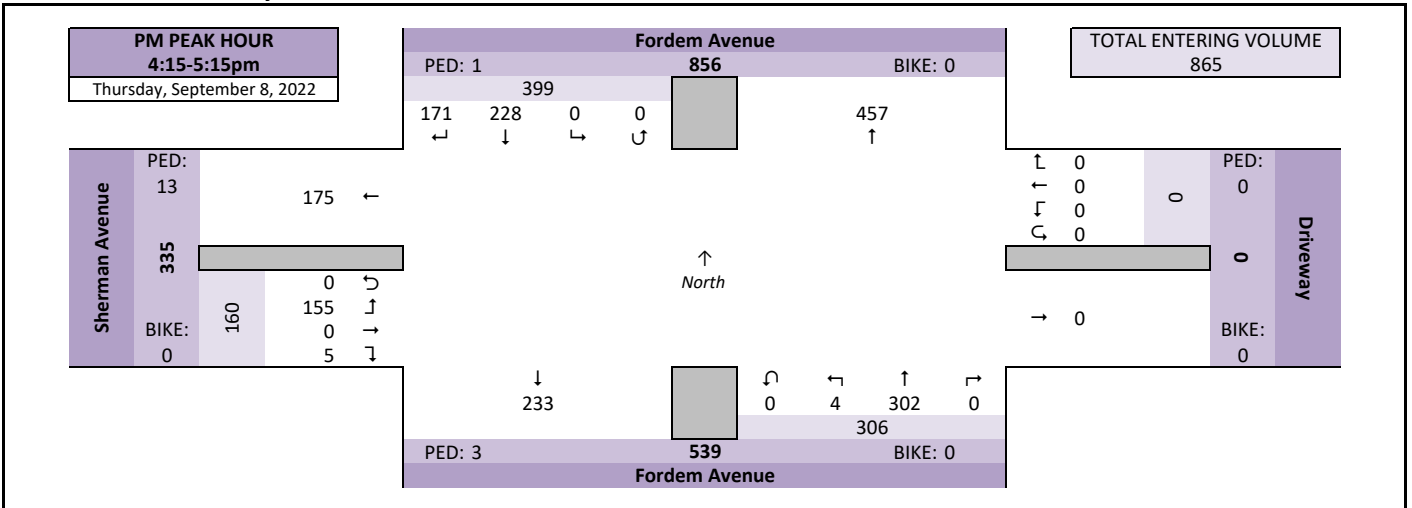 PM PEAK HOUR
4:15-5:15pm
Thursday, September 8, 2022
Fordem Avenue
PED: 1 856 BIKE: 0
399
171 228 0 0 457
↵ ↓ ↳ ↺ ↑
TOTAL ENTERING VOLUME
865
Sherman Avenue
PED:
13
335
BIKE:
0
160
175 ←
0 ↺
155 ↰
0 →
5 ↴
↑
North
↱ 0
← 0
↲ 0
↺ 0
0
→ 0
PED:
0
0
BIKE:
0
Driveway
↓
233
↶ ↰ ↑ ↱
0 4 302 0
306
PED: 3 539 BIKE: 0
Fordem Avenue